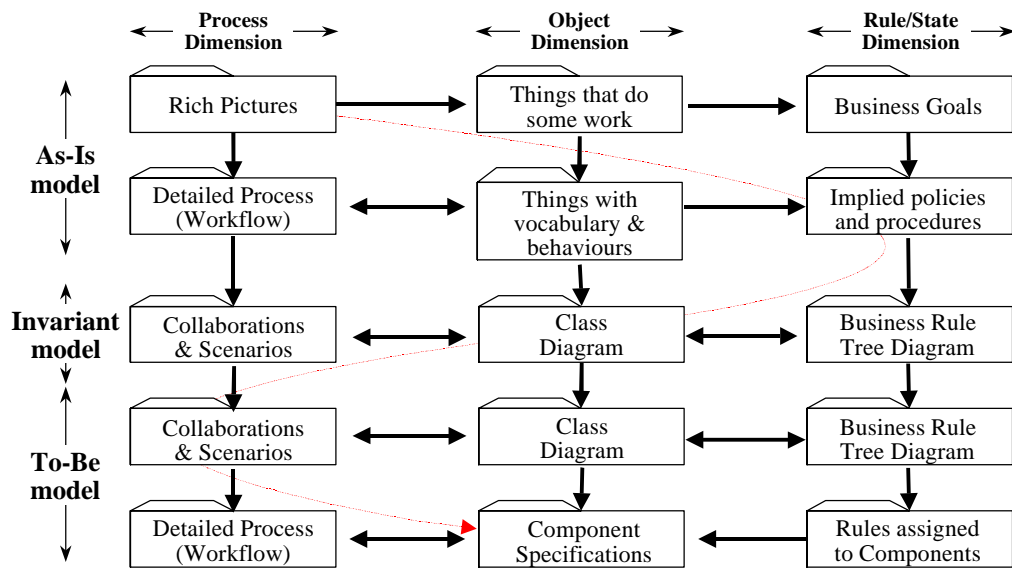 Process
Dimension
Object
Dimension
Rule/State
Dimension
As-Is
model
Rich Pictures
Things that do
some work
Business Goals
Detailed Process
(Workflow)
Things with
vocabulary &
behaviours
Implied policies
and procedures
Invariant
model
Collaborations
& Scenarios
Class
Diagram
Business Rule
Tree Diagram
To-Be
model
Collaborations
& Scenarios
Class
Diagram
Business Rule
Tree Diagram
Detailed Process
(Workflow)
Component
Specifications
Rules assigned
to Components